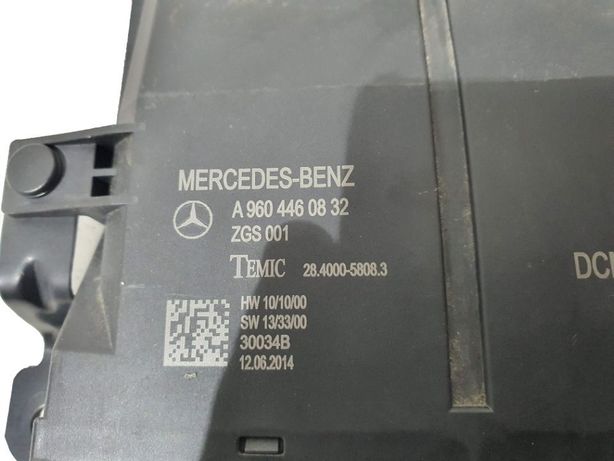 MERCEDES-BENZ
A 960 446 08 32
ZGS 001
TEMIC 28.4000-5808.3
HW 10/10/00
SW 13/33/00
30034B
12.06.2014